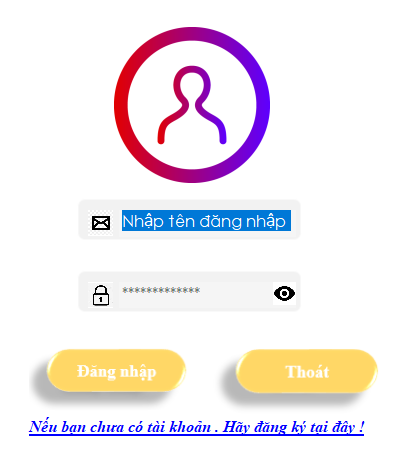 Nhập tên đăng nhập
*************
Đăng nhập
Thoát
Nếu bạn chưa có tài khoản . Hãy đăng ký tại đây !